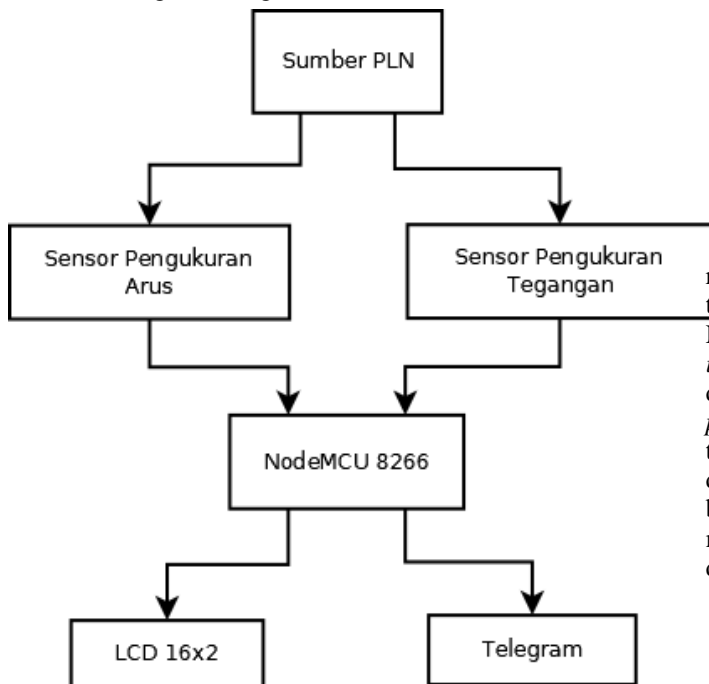 Sumber PLN
Sensor Pengukuran
Arus
Sensor Pengukuran
Tegangan
NodeMCU 8266
LCD 16x2
Telegram